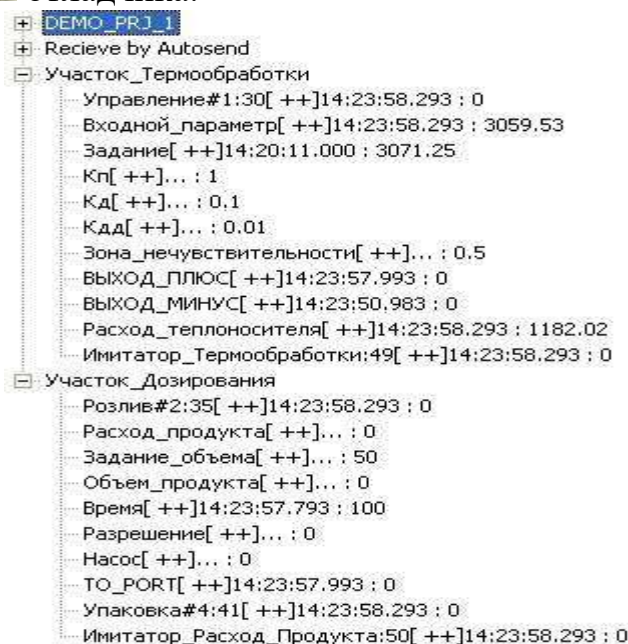 DEMO_PRJ_1
Recieve by Autosend
Участок_Термообработки
Управление#1:30[ ++]14:23:58.293 : 0
Входной_параметр[ ++]14:23:58.293 : 3059.53
Задание[ ++]14:20:11.000 : 3071.25
Кп[ ++]... : 1
Кд[ ++]... : 0.1
Кдд[ ++]... : 0.01
Зона_нечувствительности[ ++]... : 0.5
ВЫХОД_ПЛЮС[ ++]14:23:57.993 : 0
ВЫХОД_МИНУС[ ++]14:23:50.983 : 0
Расход_теплоносителя[ ++]14:23:58.293 : 1182.02
Имитатор_Термообработки:49[ ++]14:23:58.293 : 0
Участок_Дозирования
Розлив#2:35[ ++]14:23:58.293 : 0
Расход_продукта[ ++]... : 0
Задание_объема[ ++]... : 50
Объем_продукта[ ++]... : 0
Время[ ++]14:23:57.793 : 100
Разрешение[ ++]... : 0
Насос[ ++]... : 0
TO_PORT[ ++]14:23:57.993 : 0
Упаковка#4:41[ ++]14:23:58.293 : 0
Имитатор_Расход_Продукта:50[ ++]14:23:58.293 : 0